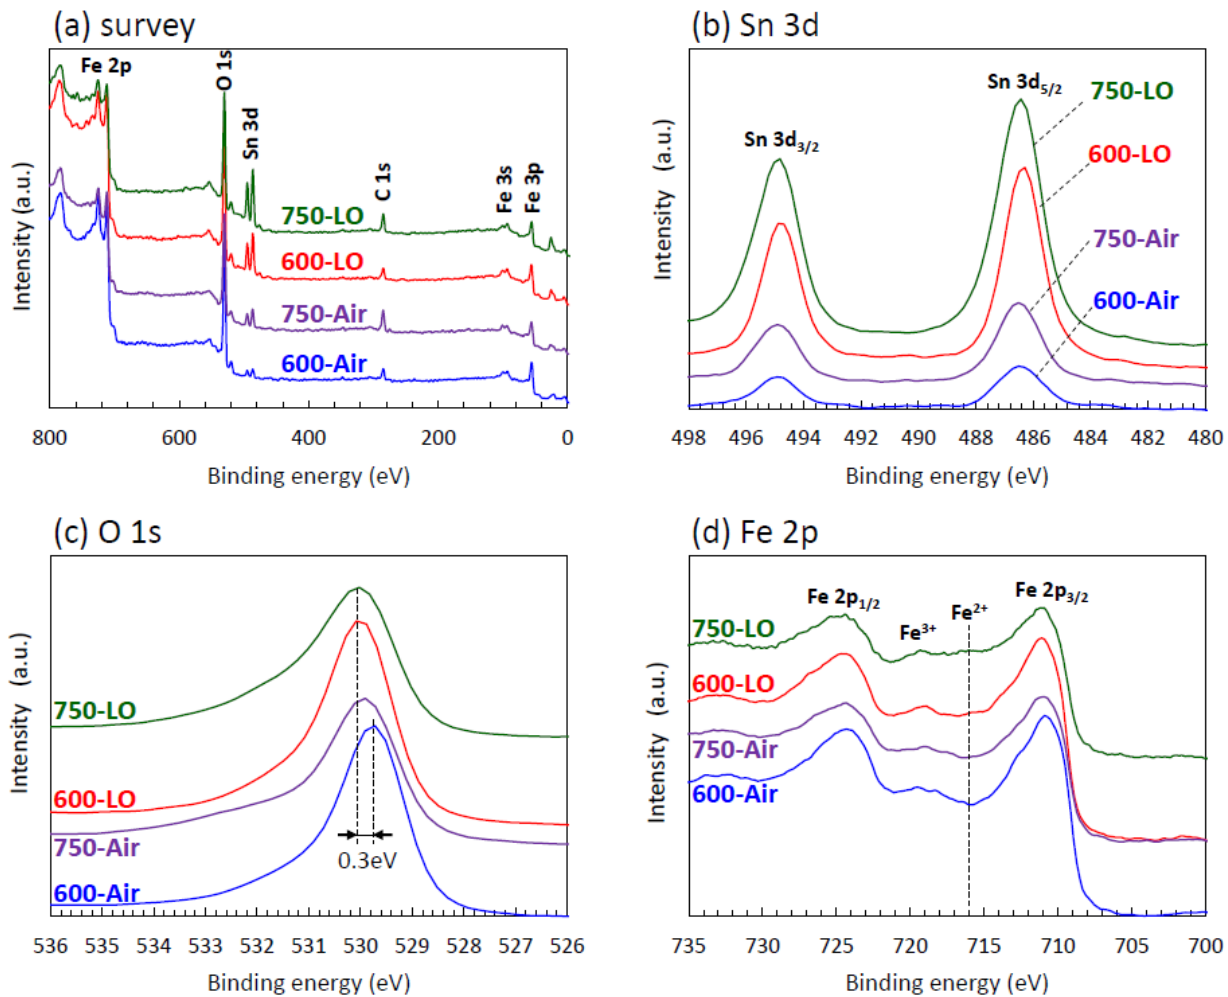 (a) survey
Fe 2p
O 1s
Sn 3d
C 1s
Fe 3s
Fe 3p
750-LO
600-LO
750-Air
600-Air
Intensity (a.u.)
800 600 400 200 0
Binding energy (eV)
(b) Sn 3d
Sn 3d3/2
Sn 3d5/2
750-LO
600-LO
750-Air
600-Air
Intensity (a.u.)
498 496 494 492 490 488 486 484 482 480
Binding energy (eV)
(c) O 1s
750-LO
600-LO
750-Air
600-Air
0.3eV
Intensity (a.u.)
536 535 534 533 532 531 530 529 528 527 526
Binding energy (eV)
(d) Fe 2p
Fe 2p1/2
Fe3+
Fe2+
Fe 2p3/2
750-LO
600-LO
750-Air
600-Air
Intensity (a.u.)
735 730 725 720 715 710 705 700
Binding energy (eV)